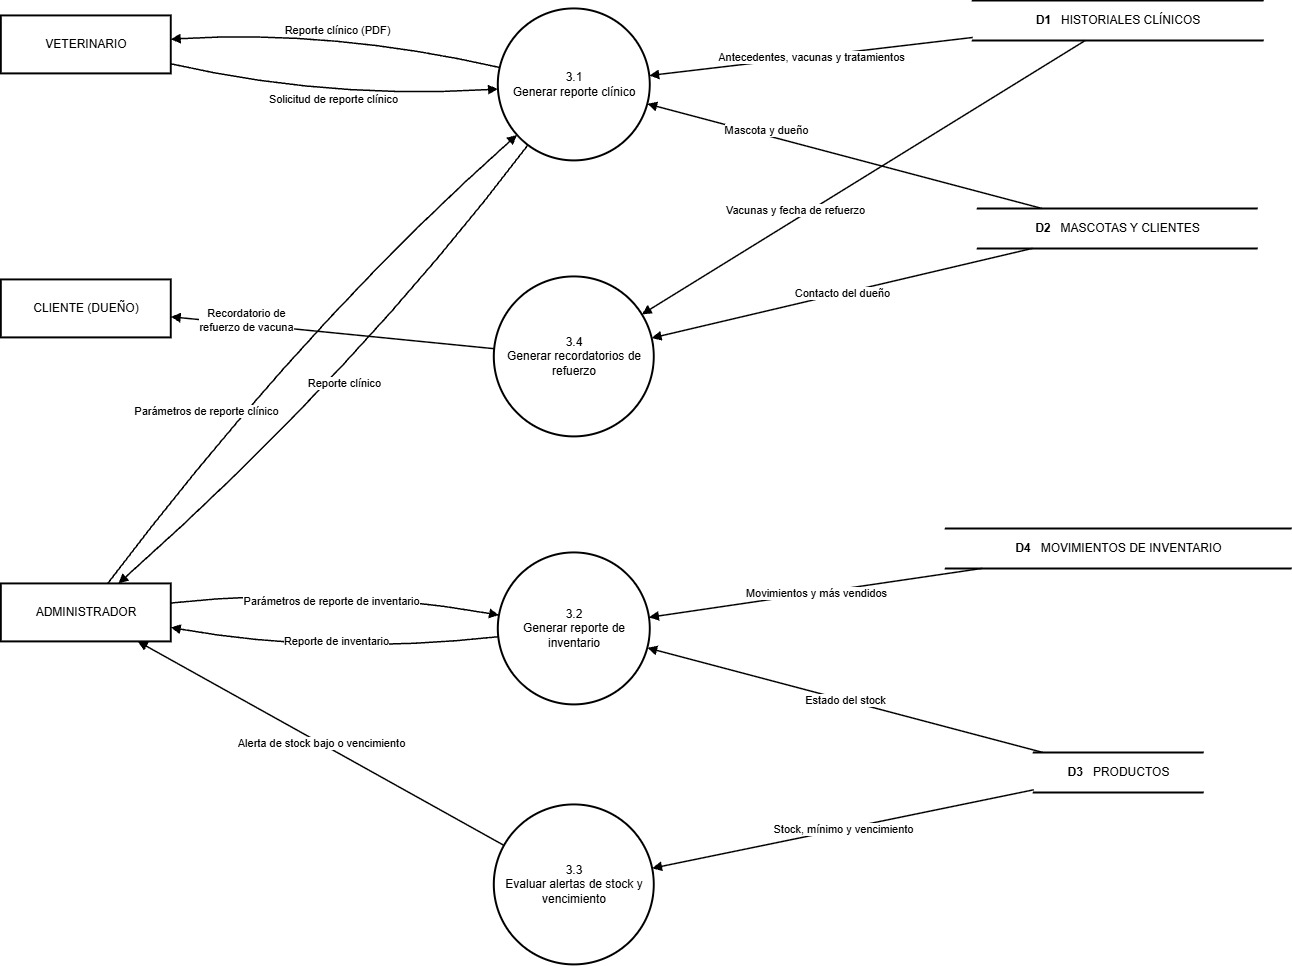 D1 HISTORIALES CLÍNICOS
Reporte clínico (PDF)
VETERINARIO
Antecedentes, vacunas y tratamientos
3.1
Generar reporte clínico
Solicitud de reporte clínico
Mascota y dueño
Vacunas y fecha de refuerzo
D2 MASCOTAS Y CLIENTES
Contacto del dueño
CLIENTE (DUEÑO)
Recordatorio de
refuerzo de vacuna
3.4
Generar recordatorios de
refuerzo
Reporte clínico
Parámetros de reporte clínico
D4 MOVIMIENTOS DE INVENTARIO
Movimientos y más vendidos
Parámetros de reporte de inventario
ADMINISTRADOR
3.2
Generar reporte de
inventario
Reporte de inventario
Estado del stock
Alerta de stock bajo o vencimiento
D3 PRODUCTOS
Stock, mínimo y vencimiento
3.3
Evaluar alertas de stock y
vencimiento